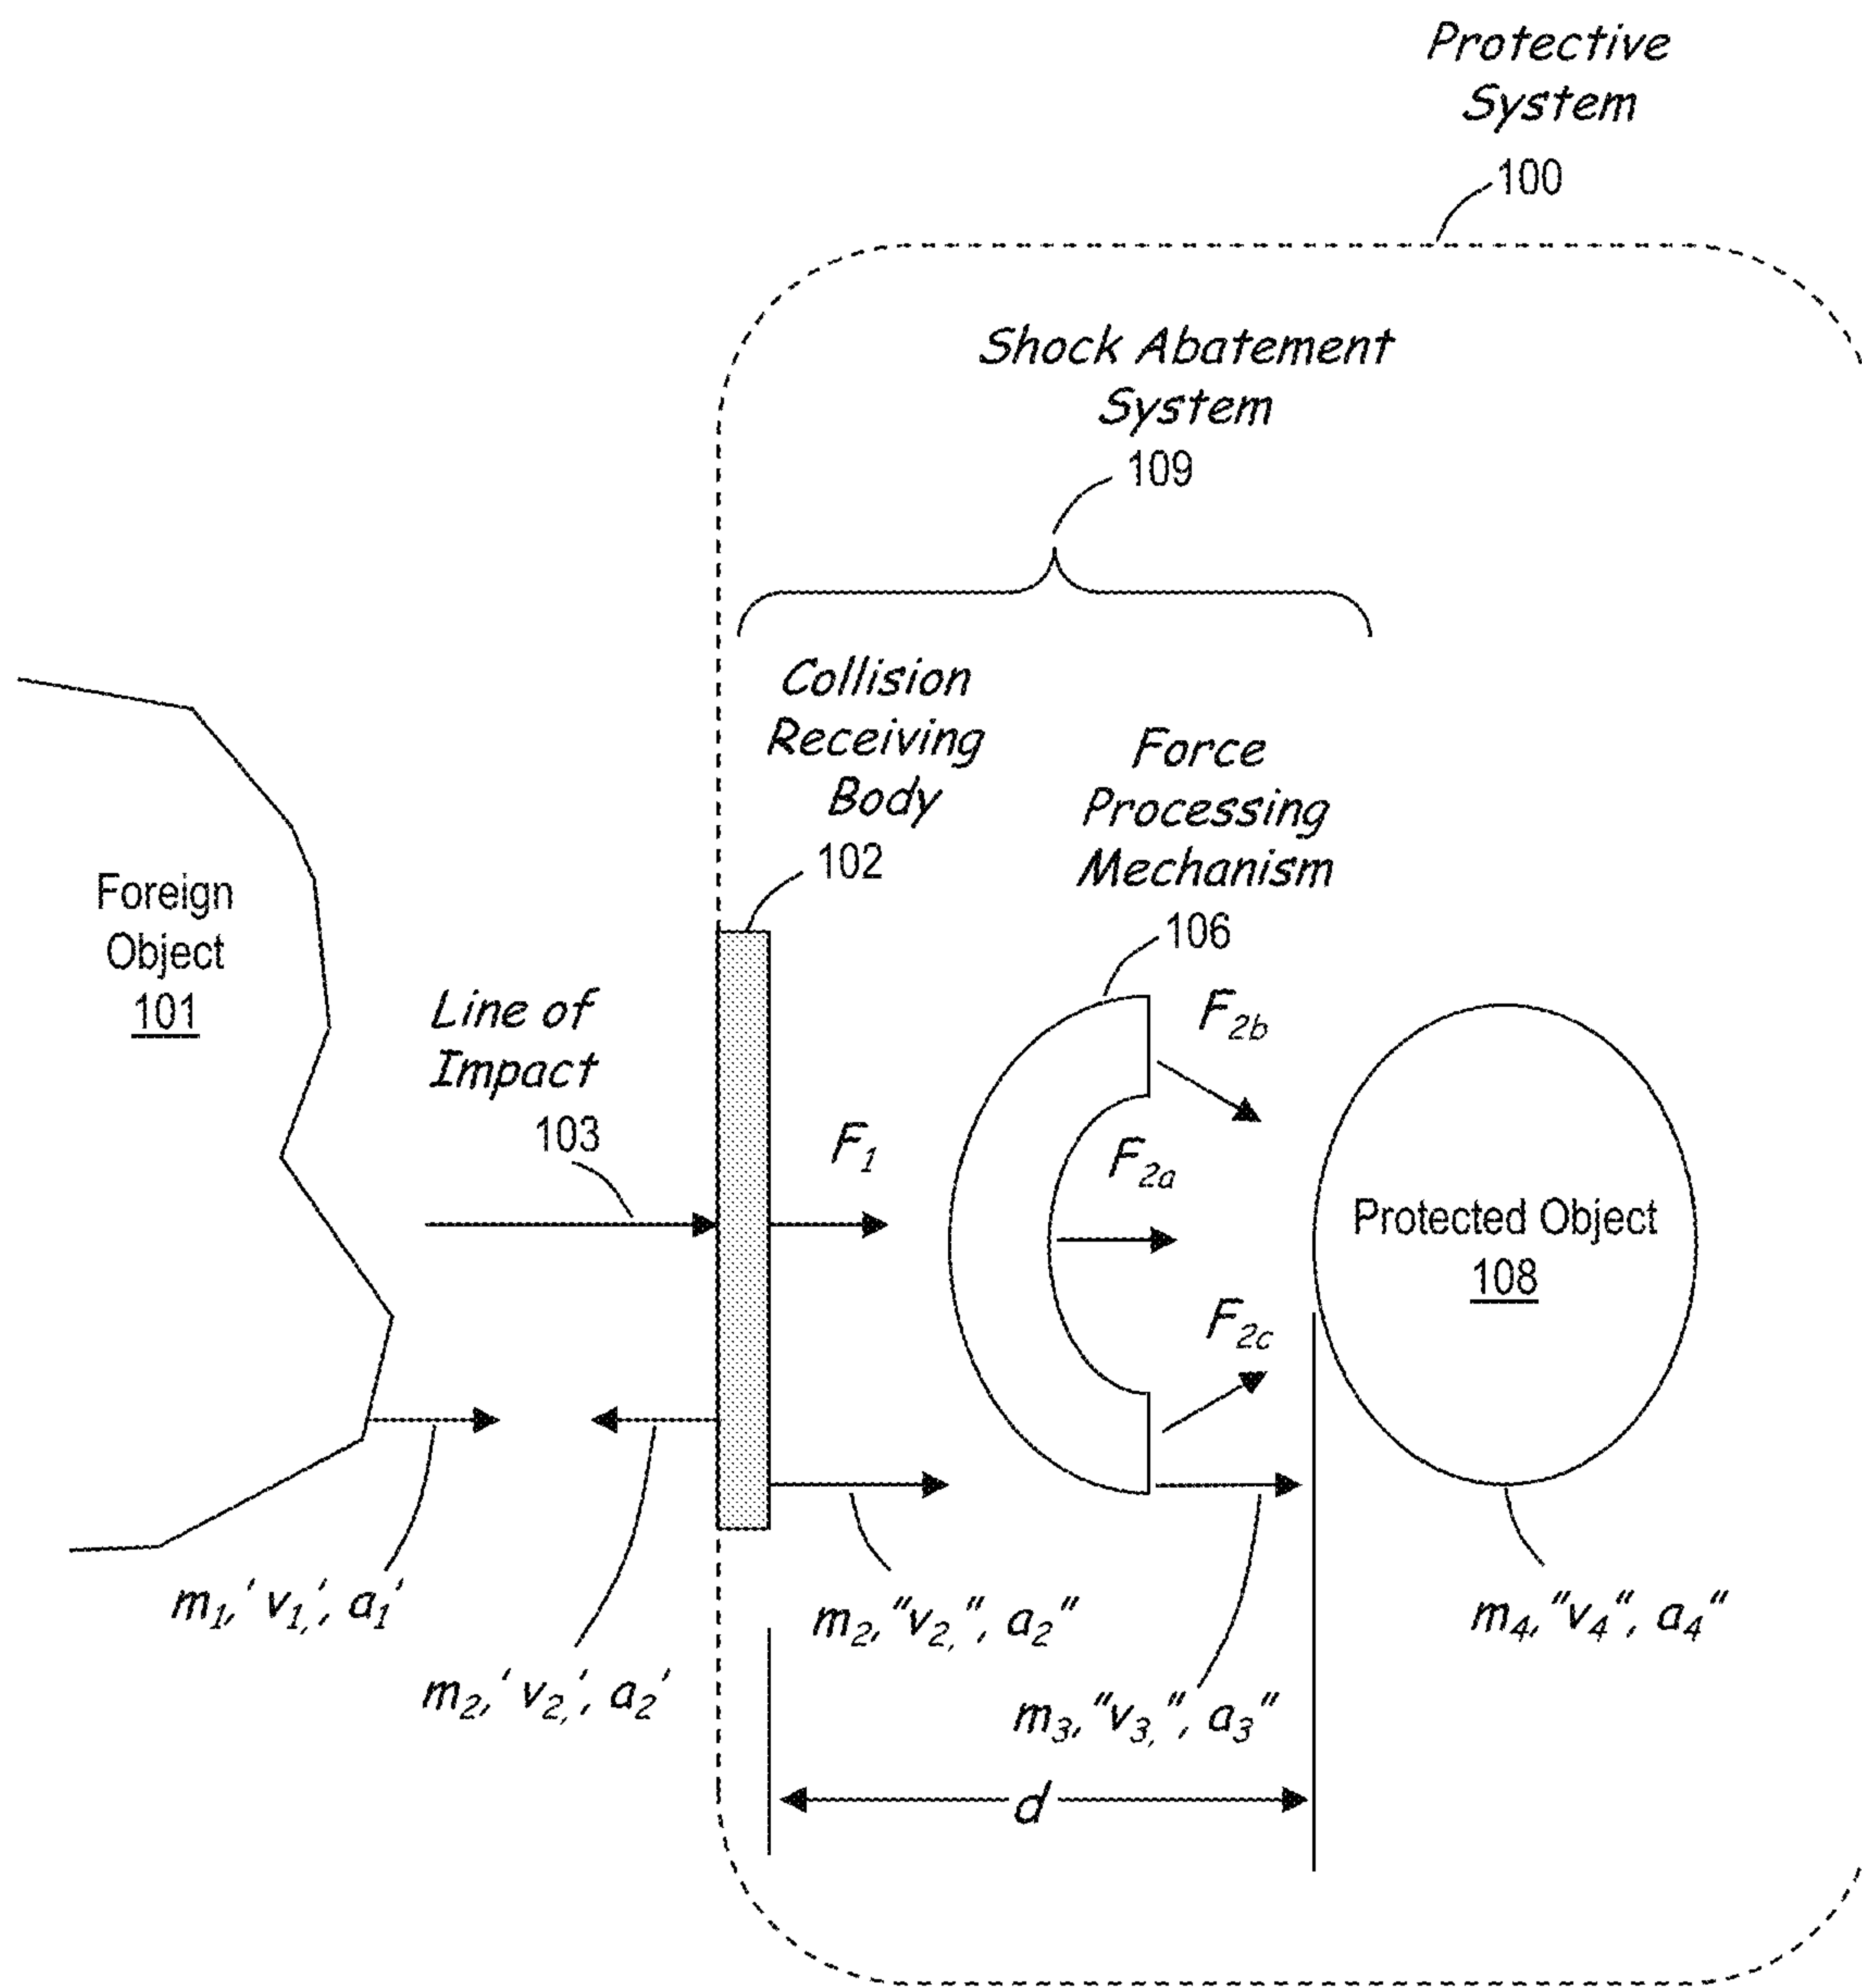 Protective
System
100
Shock Abatement
System
109
Collision
Receiving
Body
102
Force
Processing
Mechanism
106
Foreign
Object
101
Line of
Impact
103
F₁
F₂b
F₂a
F₂c
Protected Object
108
m₁,' v₁,', a₁'
m₂,' v₂,', a₂'
m₂," v₂,", a₂"
m₃," v₃,", a₃"
m₄," v₄", a₄"
d